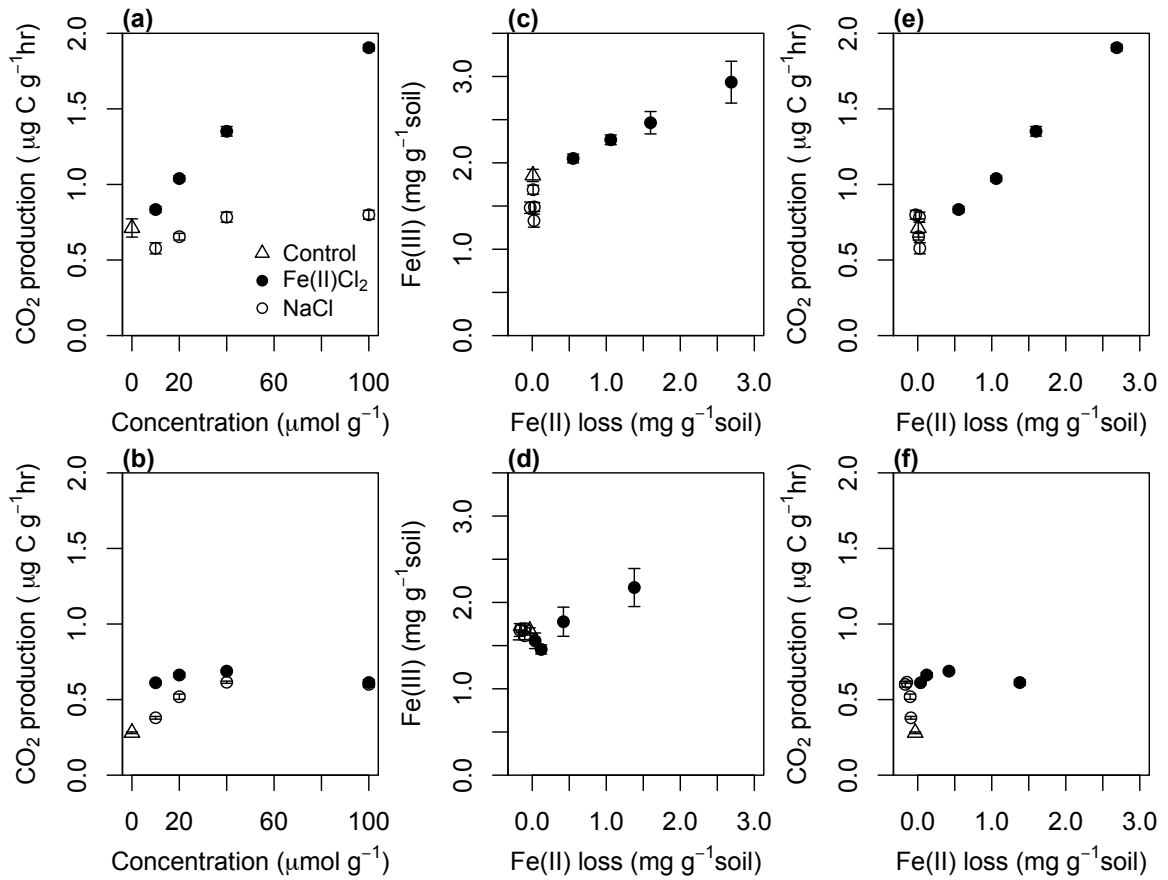 (a)
CO₂ production ( μg C g⁻¹hr)
0.0 0.5 1.0 1.5 2.0
△ Control
● Fe(II)Cl₂
○ NaCl
0 20 60 100
Concentration (μmol g⁻¹)
(c)
Fe(III) (mg g⁻¹soil)
0.0 1.0 2.0 3.0
0.0 1.0 2.0 3.0
Fe(II) loss (mg g⁻¹soil)
(e)
CO₂ production ( μg C g⁻¹hr)
0.0 0.5 1.0 1.5 2.0
0.0 1.0 2.0 3.0
Fe(II) loss (mg g⁻¹soil)
(b)
CO₂ production ( μg C g⁻¹hr)
0.0 0.5 1.0 1.5 2.0
0 20 60 100
Concentration (μmol g⁻¹)
(d)
Fe(III) (mg g⁻¹soil)
0.0 1.0 2.0 3.0
0.0 1.0 2.0 3.0
Fe(II) loss (mg g⁻¹soil)
(f)
CO₂ production ( μg C g⁻¹hr)
0.0 0.5 1.0 1.5 2.0
0.0 1.0 2.0 3.0
Fe(II) loss (mg g⁻¹soil)